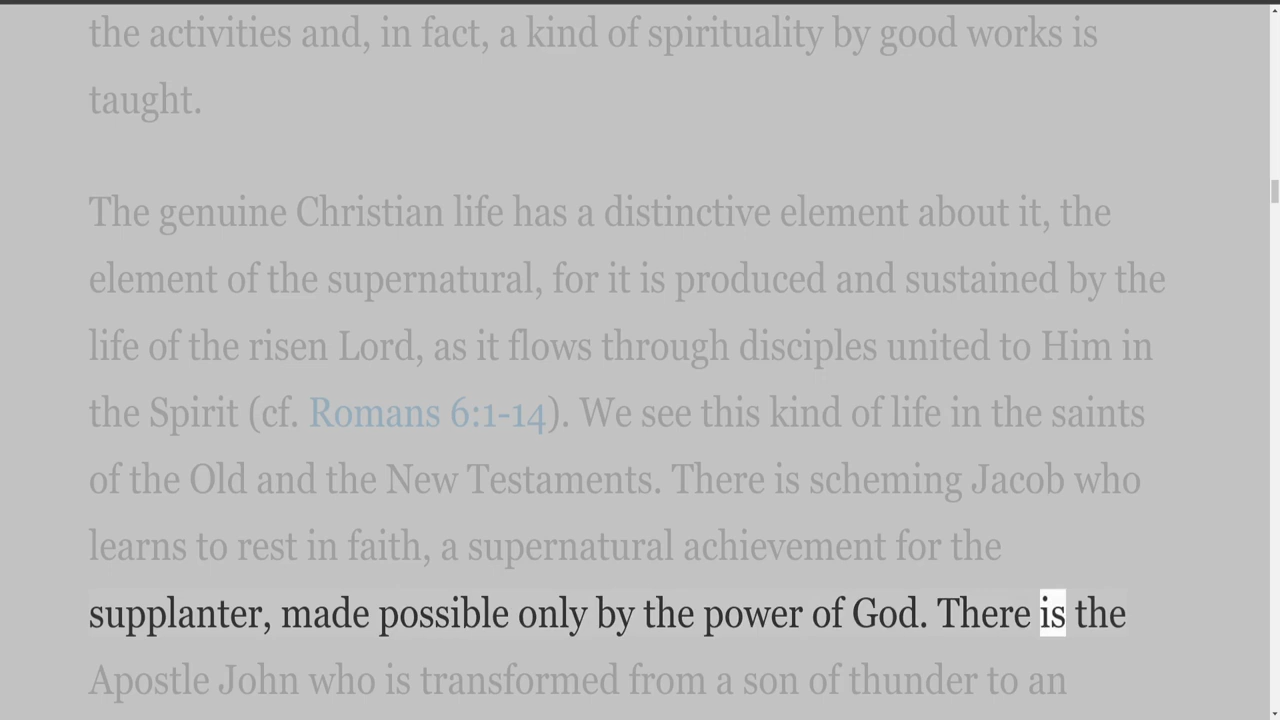 the activities and, in fact, a kind of spirituality by good works is
taught.
The genuine Christian life has a distinctive element about it, the
element of the supernatural, for it is produced and sustained by the
life of the risen Lord, as it flows through disciples united to Him in
the Spirit (cf. Romans 6:1-14). We see this kind of life in the saints
of the Old and the New Testaments. There is scheming Jacob who
learns to rest in faith, a supernatural achievement for the
supplanter, made possible only by the power of God. There is the
Apostle John who is transformed from a son of thunder to an